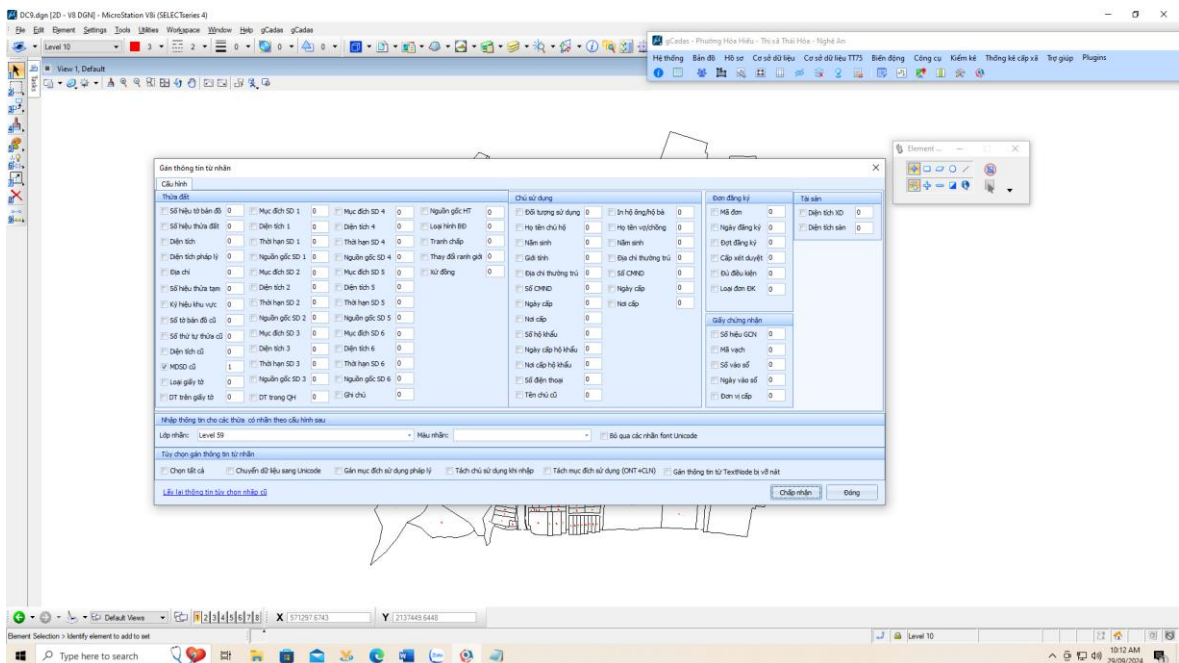 DC9.dgn [2D - V8 DGN] - MicroStation V8i (SELECTseries 4)
File Edit Element Settings Tools Utilities Workspace Window Help gCadas gCadas
Level 10 3 2 0 0 0
gCadas - Phường Hòa Hiếu - Thị xã Thái Hòa - Nghệ An
Hệ thống Bản đồ Hồ sơ Cơ sở dữ liệu Cơ sở dữ liệu TT75 Biến động Công cụ Kiểm kê Thống kê cấp xã Trợ giúp Plugins
View 1, Default
Element ...
Gán thông tin từ nhãn
Cấu hình
Thửa đất
Số hiệu tờ bản đồ 0 Mục đích SD 1 0 Mục đích SD 4 0 Nguồn gốc HT 0
Số hiệu thửa đất 0 Diện tích 1 0 Diện tích 4 0 Loại hình BĐ 0
Diện tích 0 Thời hạn SD 1 0 Thời hạn SD 4 0 Tranh chấp 0
Diện tích pháp lý 0 Nguồn gốc SD 1 0 Nguồn gốc SD 4 0 Thay đổi ranh giới 0
Địa chỉ 0 Mục đích SD 2 0 Mục đích SD 5 0 Xứ đồng 0
Số hiệu thửa tạm 0 Diện tích 2 0 Diện tích 5 0
Ký hiệu khu vực 0 Thời hạn SD 2 0 Thời hạn SD 5 0
Số tờ bản đồ cũ 0 Nguồn gốc SD 2 0 Nguồn gốc SD 5 0
Số thứ tự thửa cũ 0 Mục đích SD 3 0 Mục đích SD 6 0
Diện tích cũ 0 Diện tích 3 0 Diện tích 6 0
MDSD cũ 1 Thời hạn SD 3 0 Thời hạn SD 6 0
Loại giấy tờ 0 Nguồn gốc SD 3 0 Nguồn gốc SD 6 0
DT trên giấy tờ 0 DT trong QH 0 Ghi chú 0
Chủ sử dụng
Đối tượng sử dụng 0 In hộ ông/hộ bà 0
Họ tên chủ hộ 0 Họ tên vợ/chồng 0
Năm sinh 0 Năm sinh 0
Giới tính 0 Địa chỉ thường trú 0
Địa chỉ thường trú 0 Số CMND 0
Số CMND 0 Ngày cấp 0
Ngày cấp 0 Nơi cấp 0
Nơi cấp 0
Số hộ khẩu 0
Ngày cấp hộ khẩu 0
Nơi cấp hộ khẩu 0
Số điện thoại 0
Tên chủ cũ 0
Đơn đăng ký
Mã đơn 0
Ngày đăng ký 0
Đợt đăng ký 0
Cấp xét duyệt 0
Đủ điều kiện 0
Loại đơn ĐK 0
Giấy chứng nhận
Số hiệu GCN 0
Mã vạch 0
Số vào sổ 0
Ngày vào sổ 0
Đơn vị cấp 0
Tài sản
Diện tích XD 0
Diện tích sàn 0
Nhập thông tin cho các thửa có nhãn theo cấu hình sau
Lớp nhãn: Level 59 Màu nhãn: Bỏ qua các nhãn font Unicode
Tùy chọn gán thông tin từ nhãn
Chọn tất cả Chuyển dữ liệu sang Unicode Gán mục đích sử dụng pháp lý Tách chủ sử dụng khi nhập Tách mục đích sử dụng (ONT+CLN) Gán thông tin từ TextNode bị vỡ nát
Lấy lại thông tin tùy chọn nhập cũ Chấp nhận Đóng
Default Views 1 2 3 4 5 6 7 8 X 571297.6743 Y 2137449.6448
Element Selection > Identify element to add to set Level 10
Type here to search 10:12 AM
29/09/2024